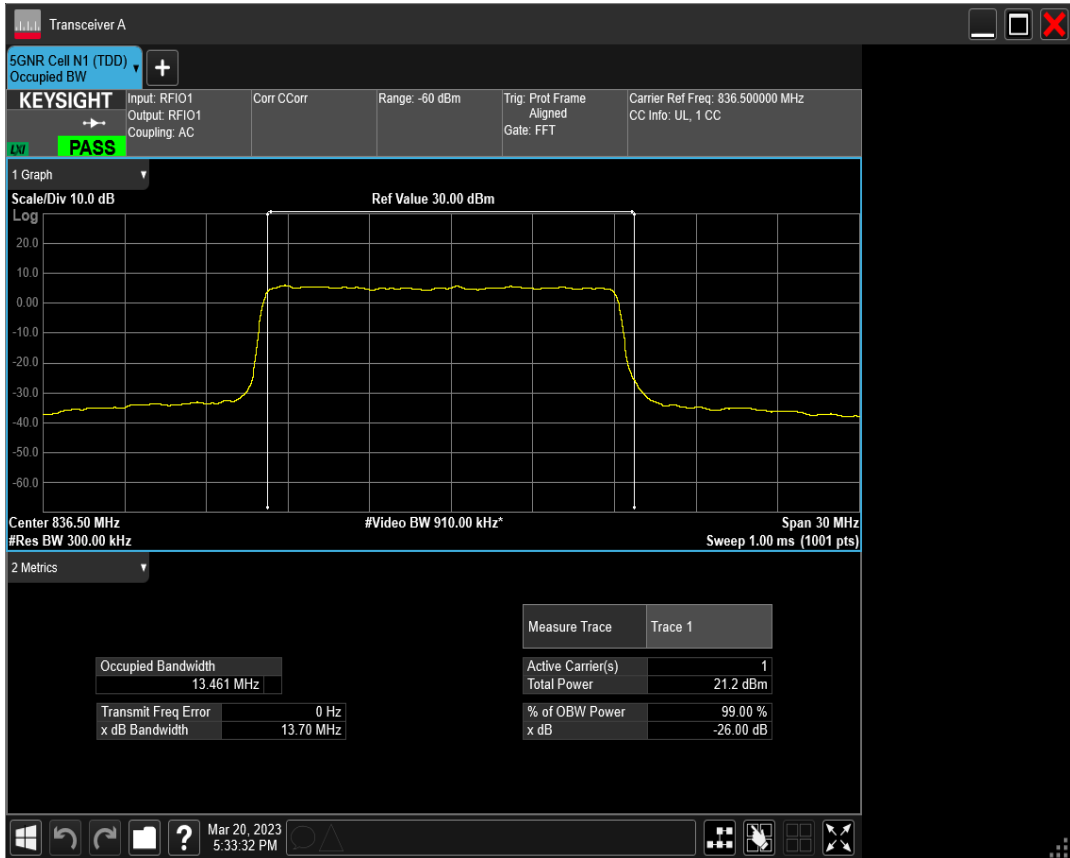 Transceiver A
5GNR Cell N1 (TDD)
Occupied BW
KEYSIGHT
LXI
PASS
Input: RFIO1
Output: RFIO1
Coupling: AC
Corr CCorr
Range: -60 dBm
Trig: Prot Frame
Aligned
Gate: FFT
Carrier Ref Freq: 836.500000 MHz
CC Info: UL, 1 CC
1 Graph
Scale/Div 10.0 dB
Ref Value 30.00 dBm
Log
20.0
10.0
0.00
-10.0
-20.0
-30.0
-40.0
-50.0
-60.0
Center 836.50 MHz
#Video BW 910.00 kHz*
Span 30 MHz
#Res BW 300.00 kHz
Sweep 1.00 ms (1001 pts)
2 Metrics
Measure Trace Trace 1
Occupied Bandwidth
13.461 MHz
Active Carrier(s) 1
Total Power 21.2 dBm
Transmit Freq Error 0 Hz
x dB Bandwidth 13.70 MHz
% of OBW Power 99.00 %
x dB -26.00 dB
Mar 20, 2023
5:33:32 PM